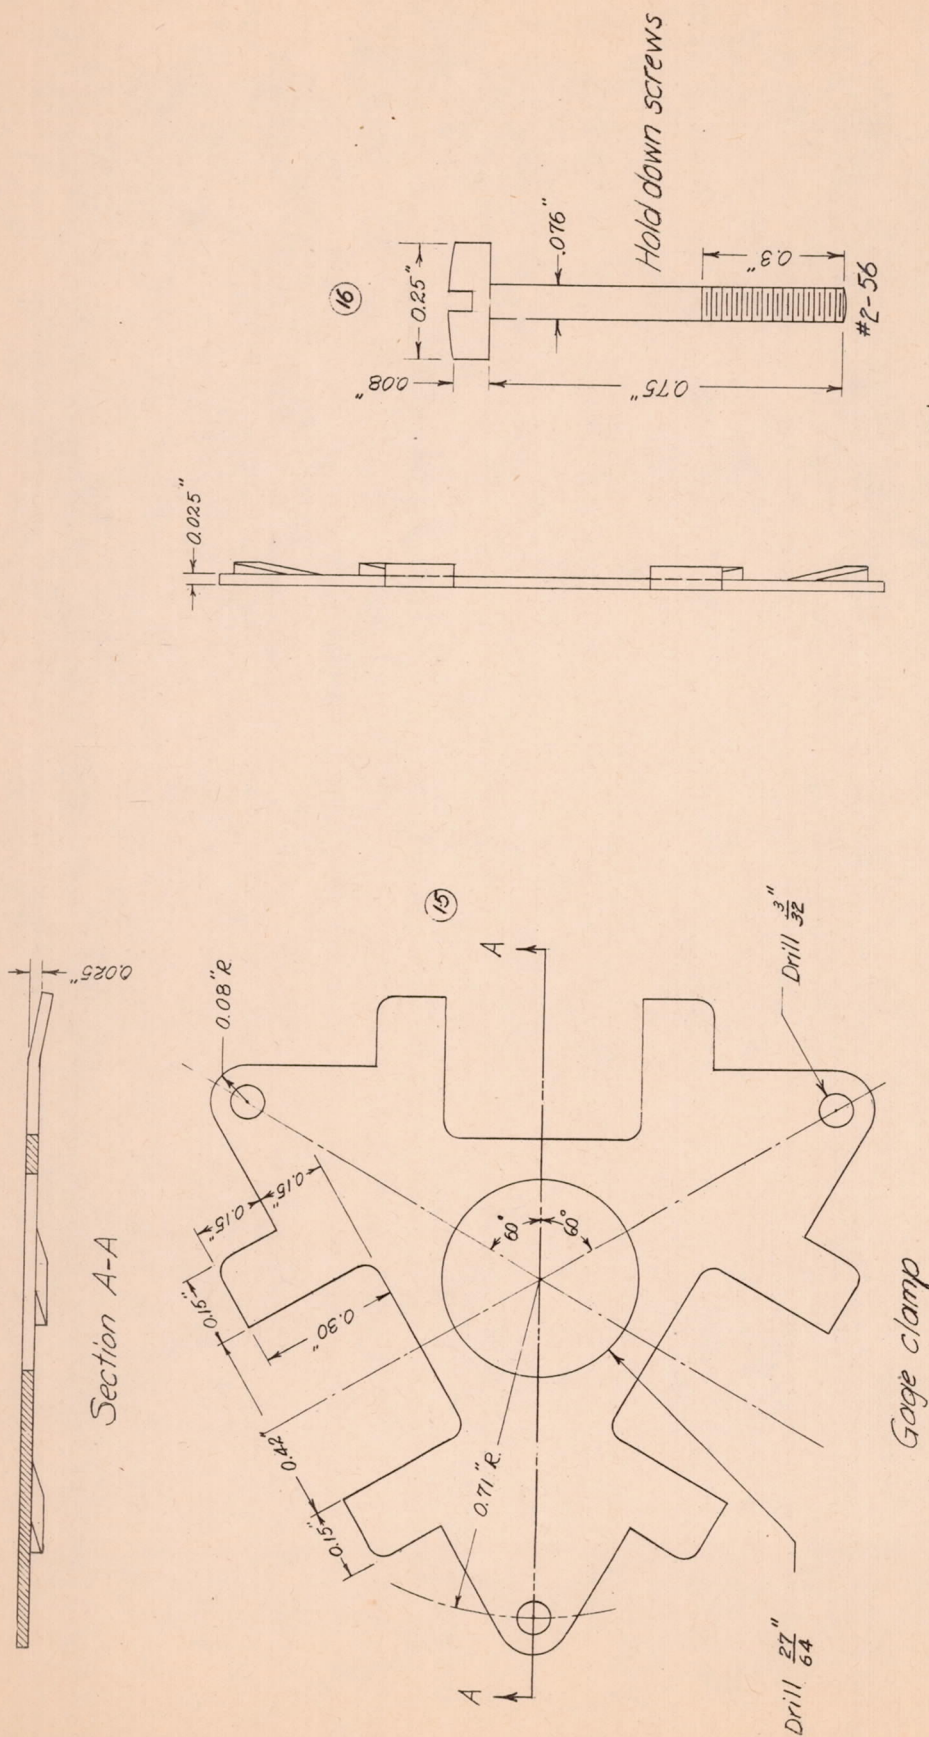 Section A-A
0.025"
0.08"R.
0.15"
0.15"
0.15"
0.30"
0.42"
0.15"
0.71"R.
60°
60°
A
A
15
Drill 27/64"
Drill 3/32"
Gage clamp
0.025"
16
0.25"
0.08"
.076"
0.75"
0.3"
#2-56
Hold down screws